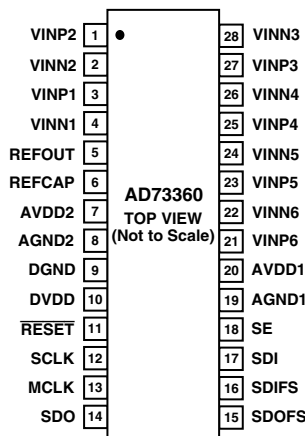 VINP2 1
VINN2 2
VINP1 3
VINN1 4
REFOUT 5
REFCAP 6
AVDD2 7
AGND2 8
DGND 9
DVDD 10
RESET 11
SCLK 12
MCLK 13
SDO 14
AD73360
TOP VIEW
(Not to Scale)
28 VINN3
27 VINP3
26 VINN4
25 VINP4
24 VINN5
23 VINP5
22 VINN6
21 VINP6
20 AVDD1
19 AGND1
18 SE
17 SDI
16 SDIFS
15 SDOFS